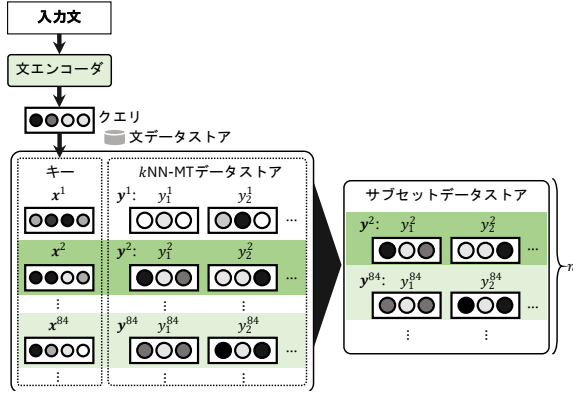 入力文
文エンコーダ
クエリ
文データストア
キー
kNN-MTデータストア
x¹
y¹: y₁¹ y₂¹
...
x²
y²: y₁² y₂²
...
⋮ ⋮ ⋮
x⁸⁴
y⁸⁴: y₁⁸⁴ y₂⁸⁴
...
⋮ ⋮ ⋮
サブセットデータストア
y²: y₁² y₂²
...
y⁸⁴: y₁⁸⁴ y₂⁸⁴
...
⋮ ⋮
n